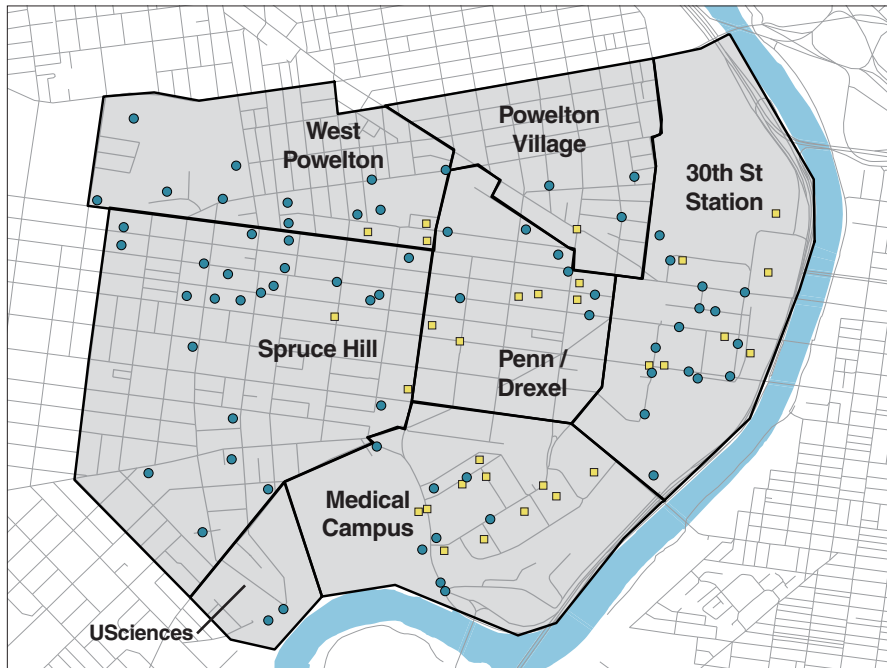 West
Powelton
Powelton
Village
30th St
Station
Spruce Hill
Penn /
Drexel
Medical
Campus
USciences